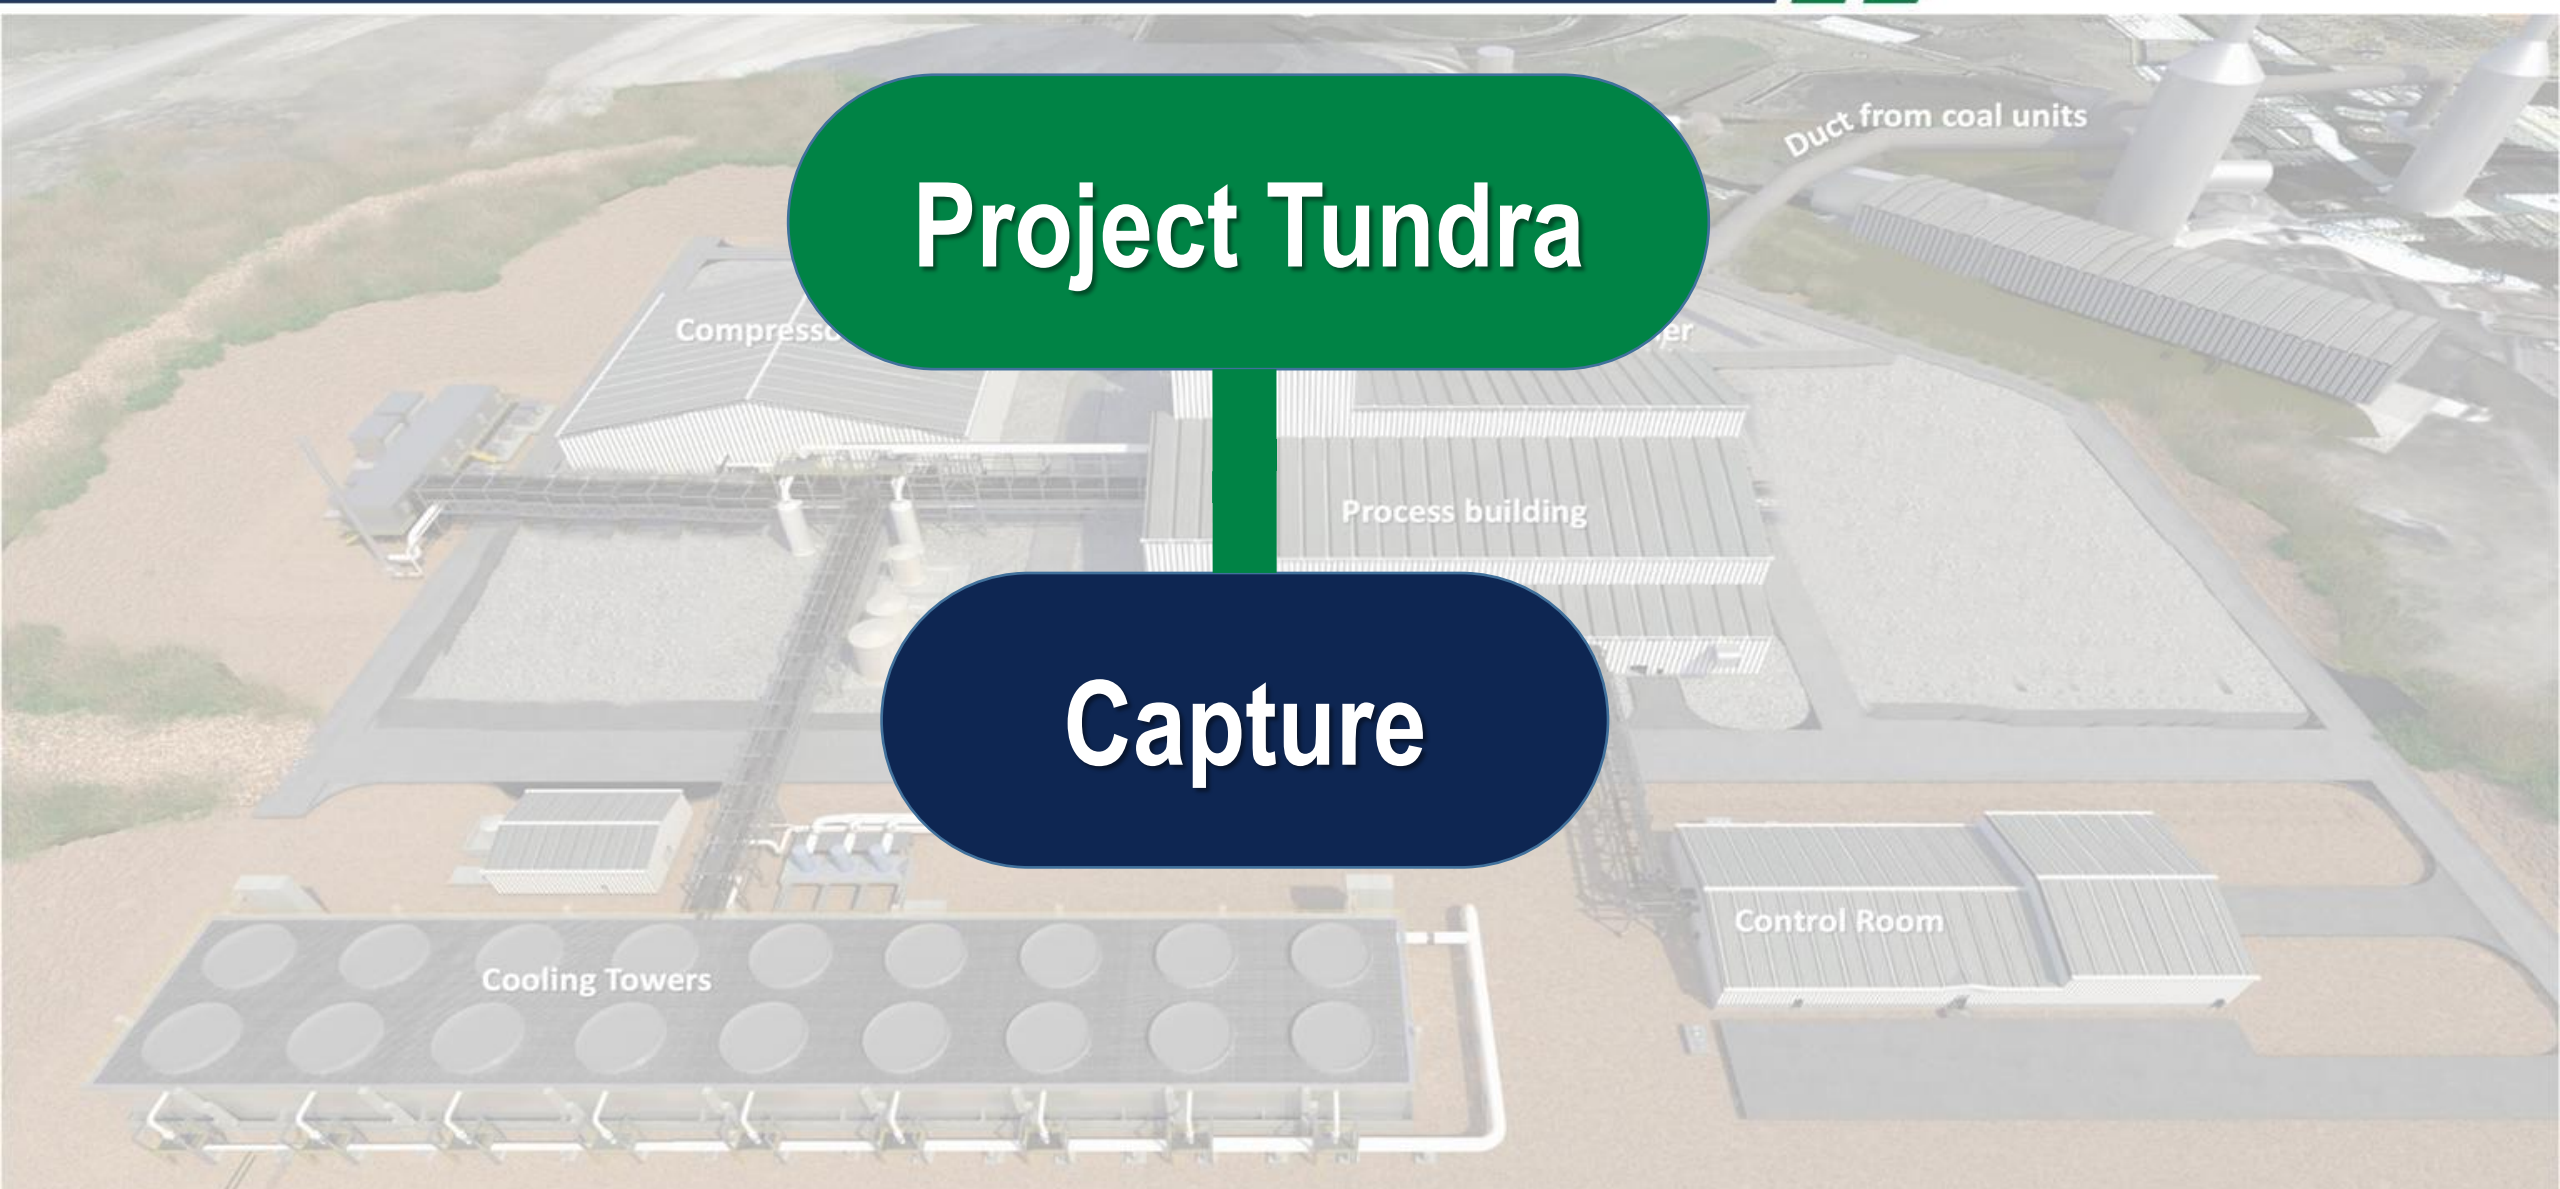 Duct from coal units
Project Tundra
Process building
Capture
Control Room
Cooling Towers